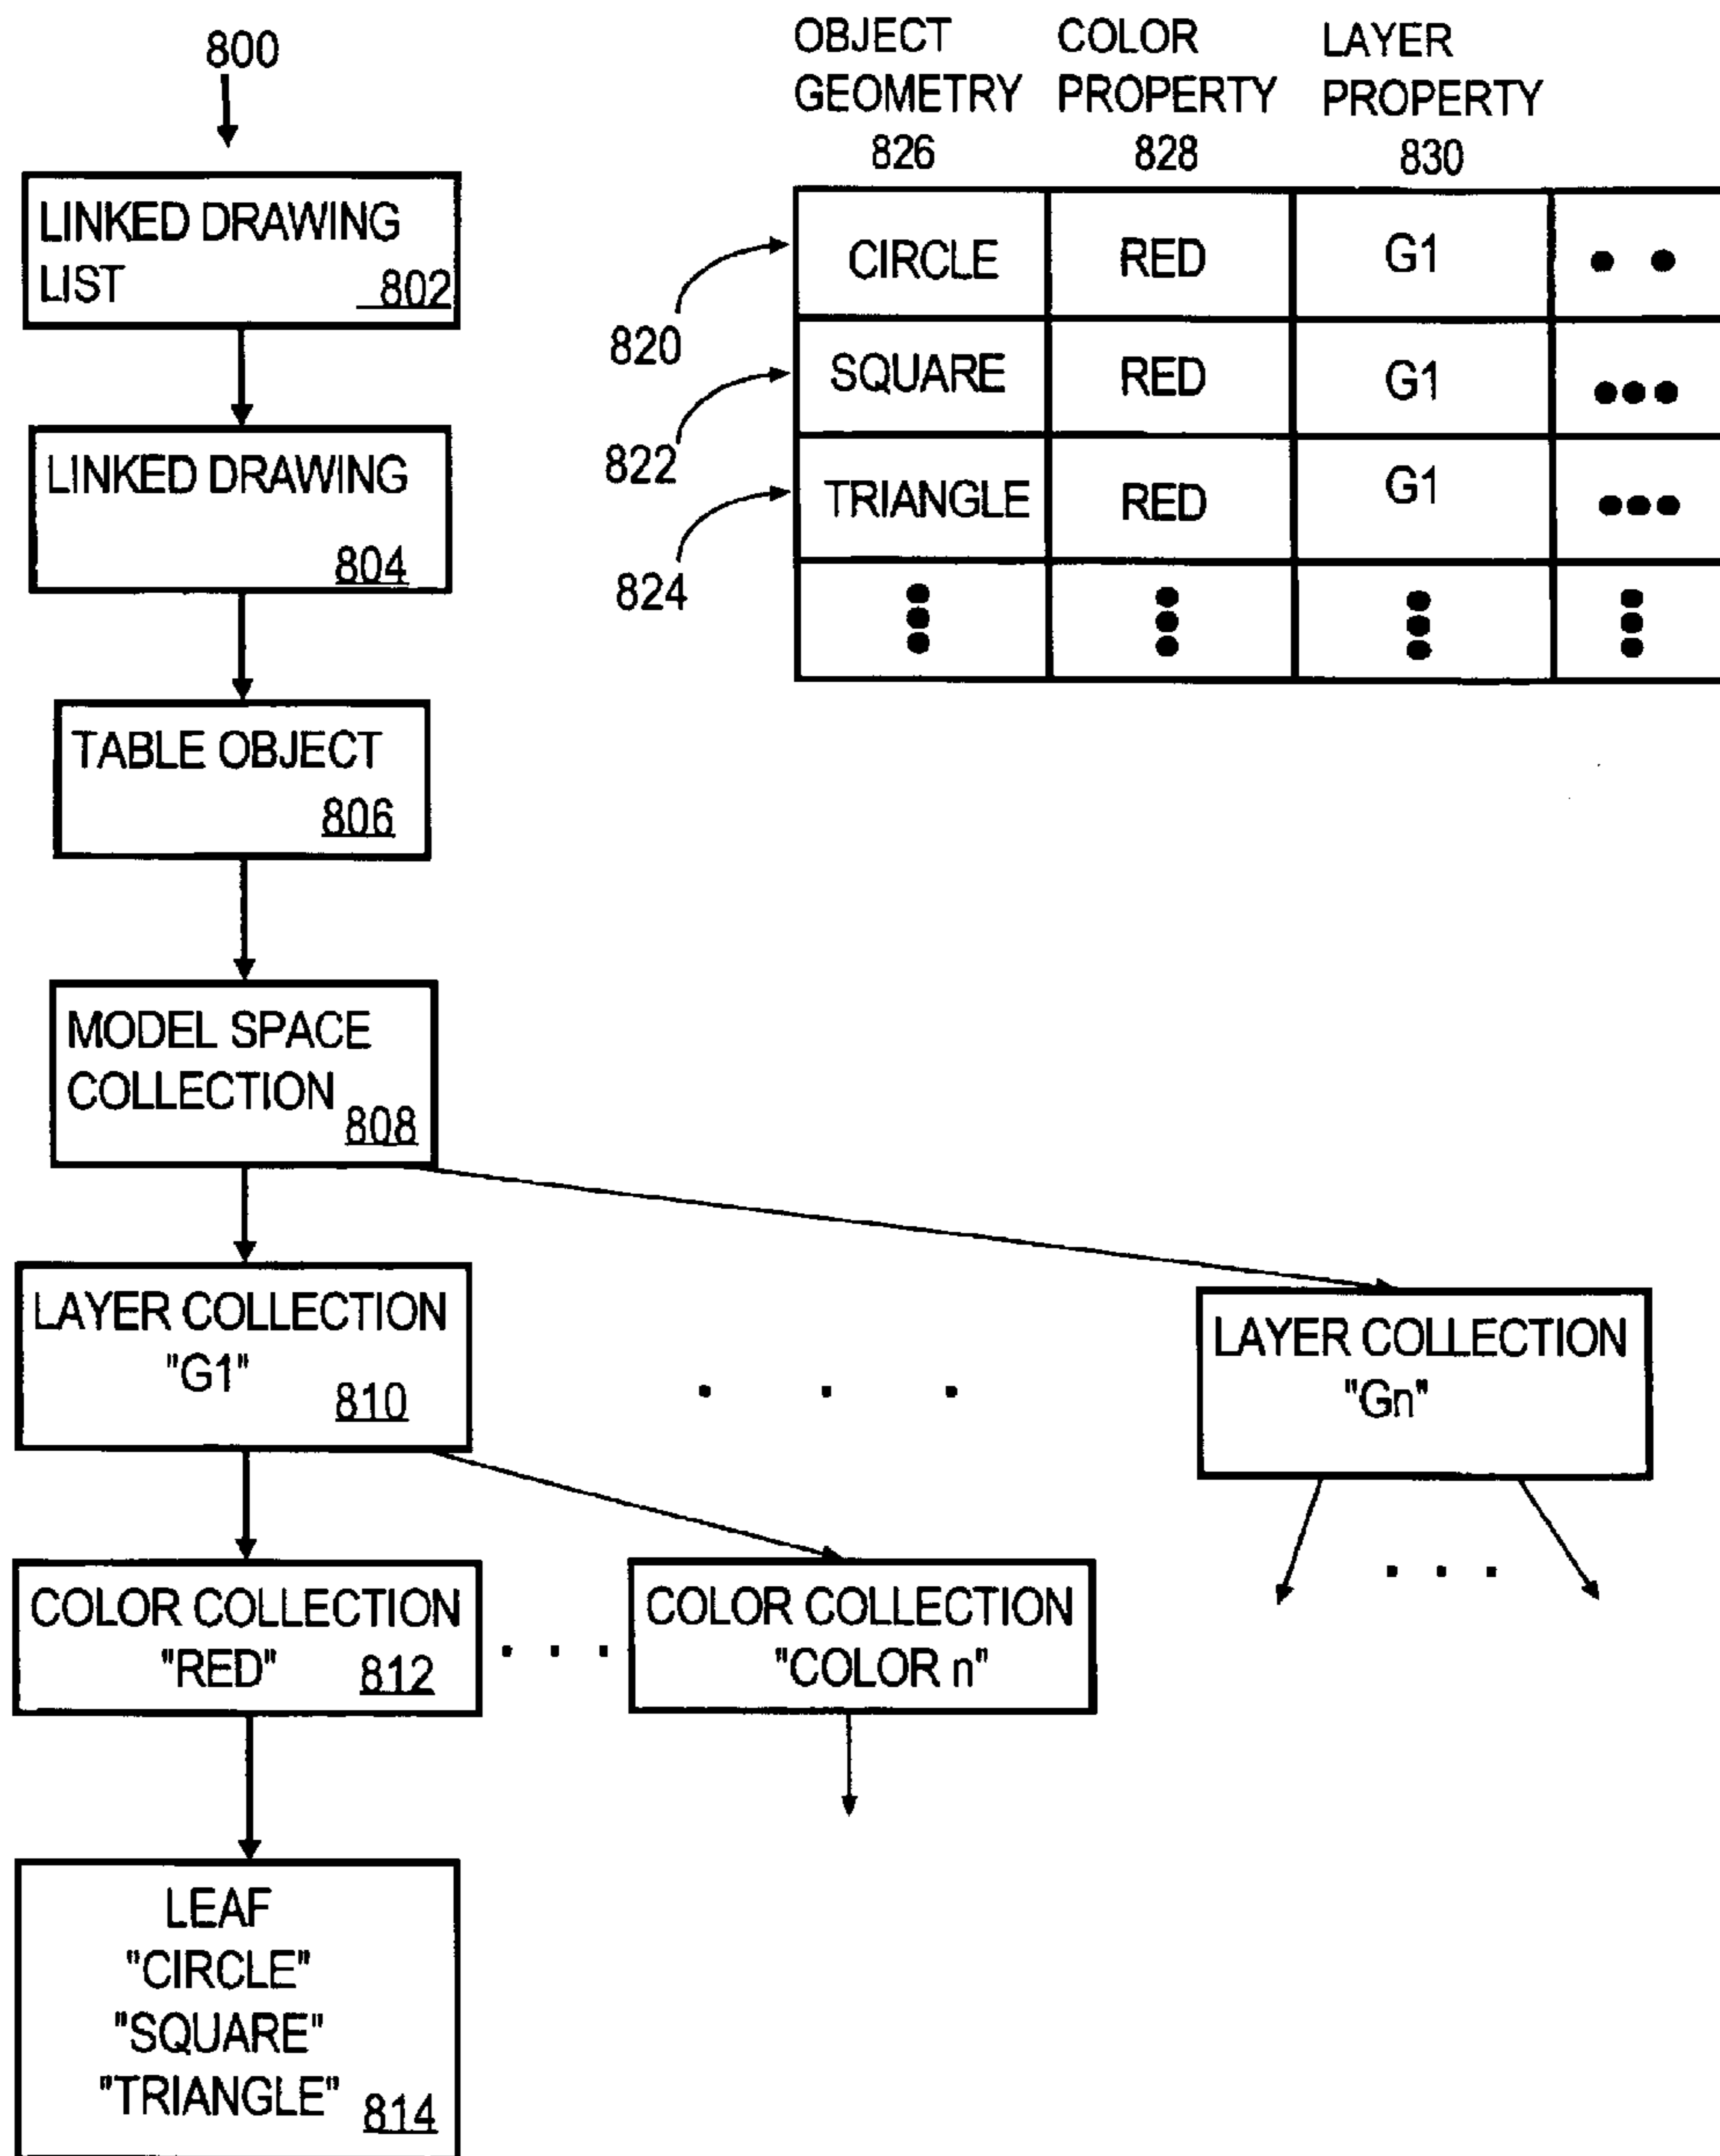 800
LINKED DRAWING
LIST 802
LINKED DRAWING
804
TABLE OBJECT
806
MODEL SPACE
COLLECTION
808
LAYER COLLECTION
"G1"
810
LAYER COLLECTION
"Gn"
COLOR COLLECTION
"RED" 812
COLOR COLLECTION
"COLOR n"
LEAF
"CIRCLE"
"SQUARE"
"TRIANGLE"
814
OBJECT GEOMETRY 826
COLOR PROPERTY 828
LAYER PROPERTY 830
820 CIRCLE RED G1
822 SQUARE RED G1
824 TRIANGLE RED G1